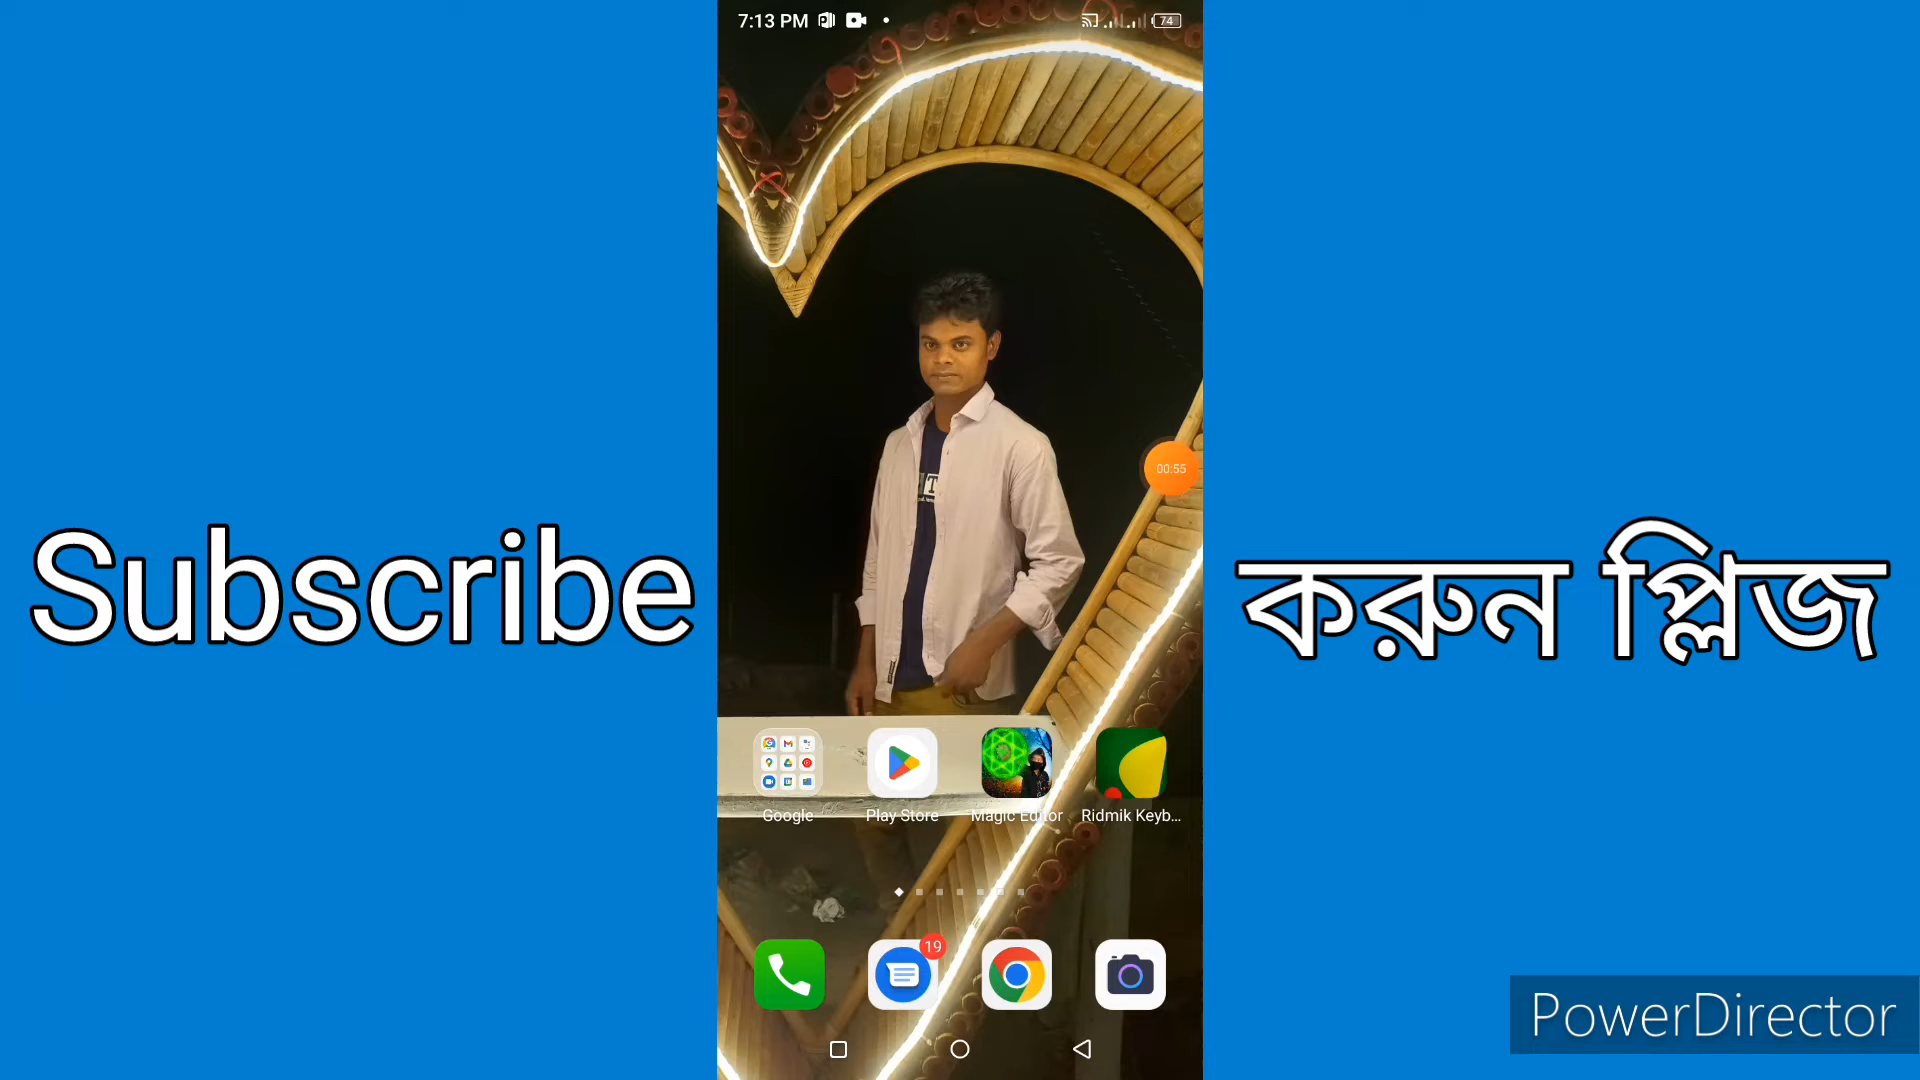 7:13 PM
74
00:55
Subscribe
করুন প্লিজ
Google
Play Store
Magic Editor
Ridmik Keyb...
19
PowerDirector